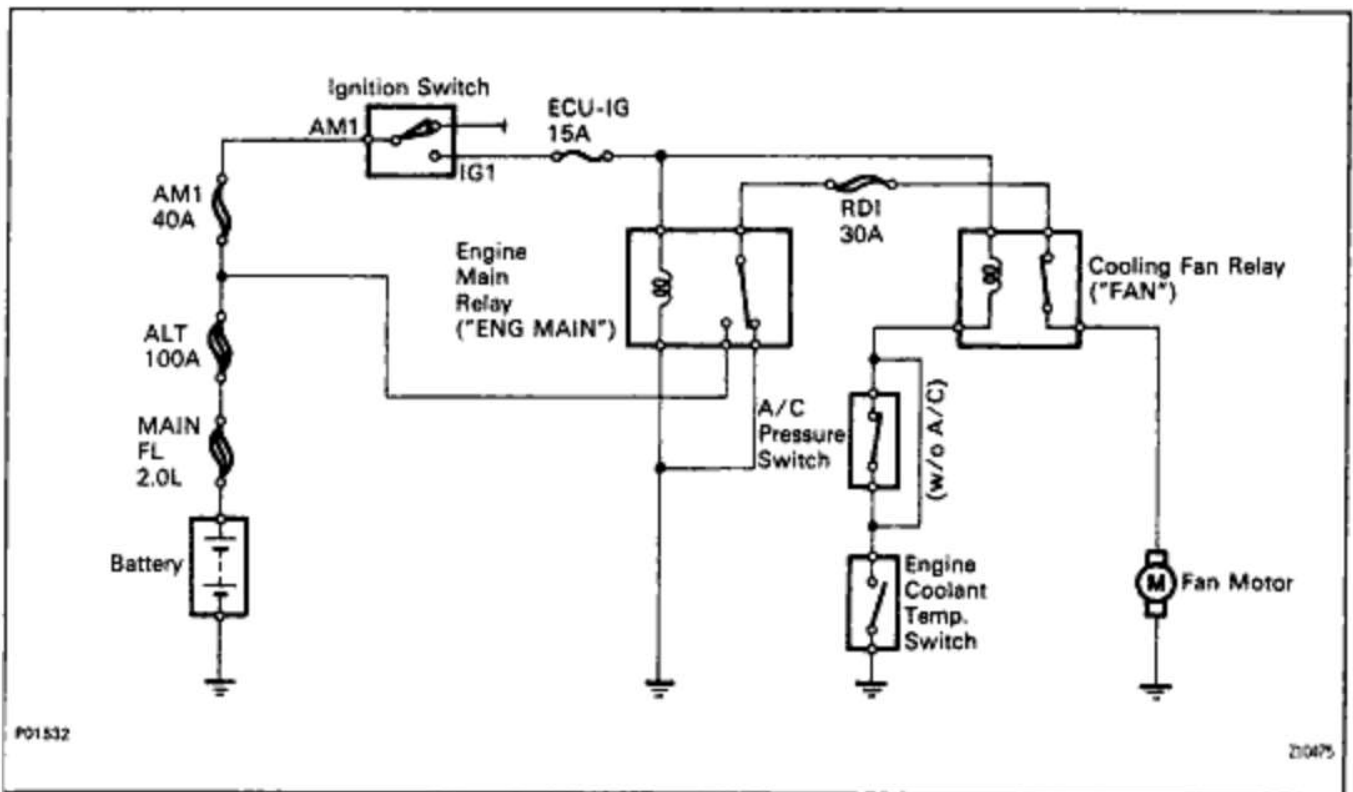 Ignition Switch
AM1
IG1
ECU-IG
15A
AM1
40A
RDI
30A
Engine
Main
Relay
("ENG MAIN")
Cooling Fan Relay
("FAN")
ALT
100A
MAIN
FL
2.0L
A/C
Pressure
Switch
(w/o A/C)
Battery
Engine
Coolant
Temp.
Switch
M
Fan Motor
P01532
Z10475